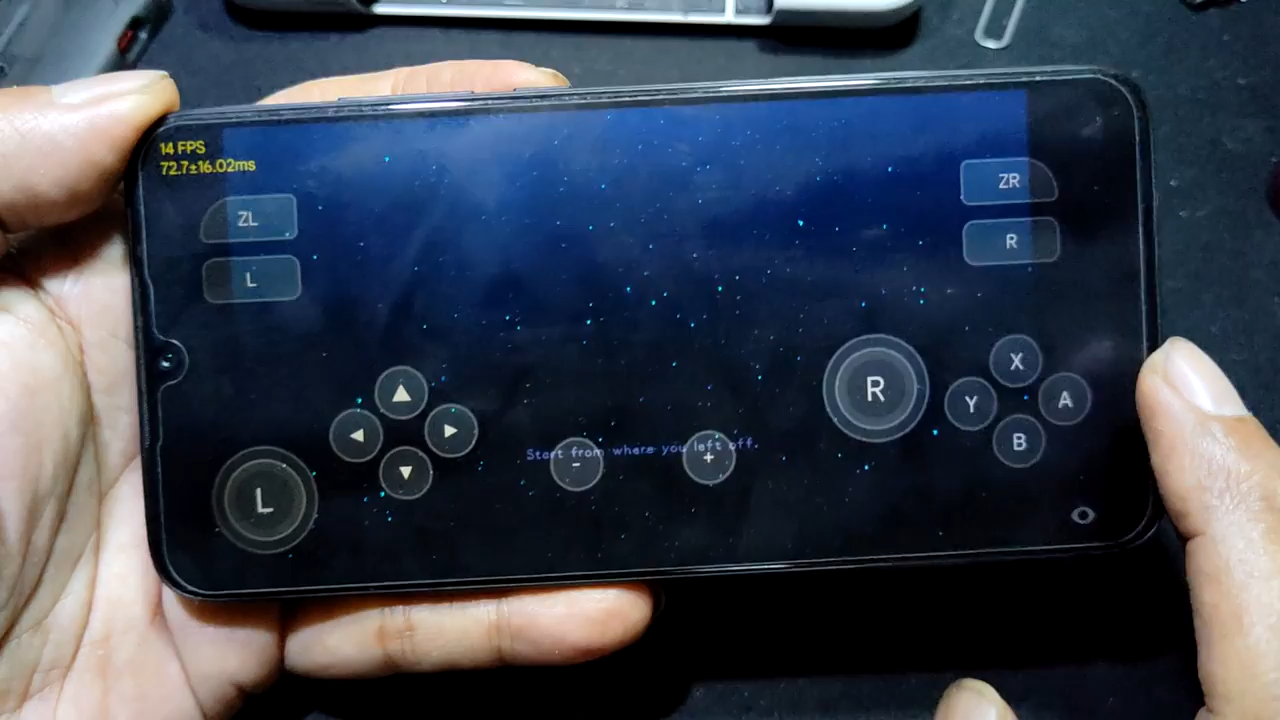 14 FPS
72.7±16.02ms
ZL
ZR
L
R
X
R
Y
A
B
Start from where you left off.
-
+
L